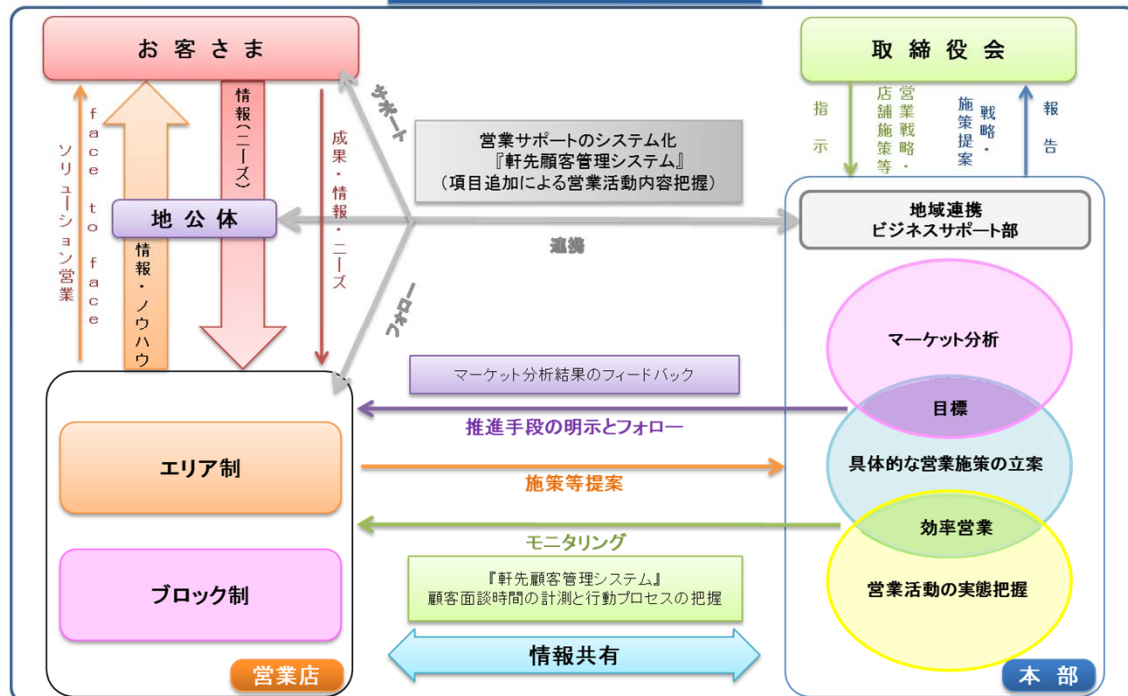 お客さま
取締役会
face to face
ソリューション営業
情報・ノウハウ
情報(ニーズ)
成果・情報・ニーズ
地公体
サポート
営業サポートのシステム化
『軒先顧客管理システム』
(項目追加による営業活動内容把握)
連携
フォロー
指示
営業戦略・
店舗施策等
戦略・
施策提案
報告
地域連携
ビジネスサポート部
マーケット分析
目標
具体的な営業施策の立案
効率営業
営業活動の実態把握
マーケット分析結果のフィードバック
推進手段の明示とフォロー
施策等提案
モニタリング
『軒先顧客管理システム』
顧客面談時間の計測と行動プロセスの把握
情報共有
エリア制
ブロック制
営業店
本部